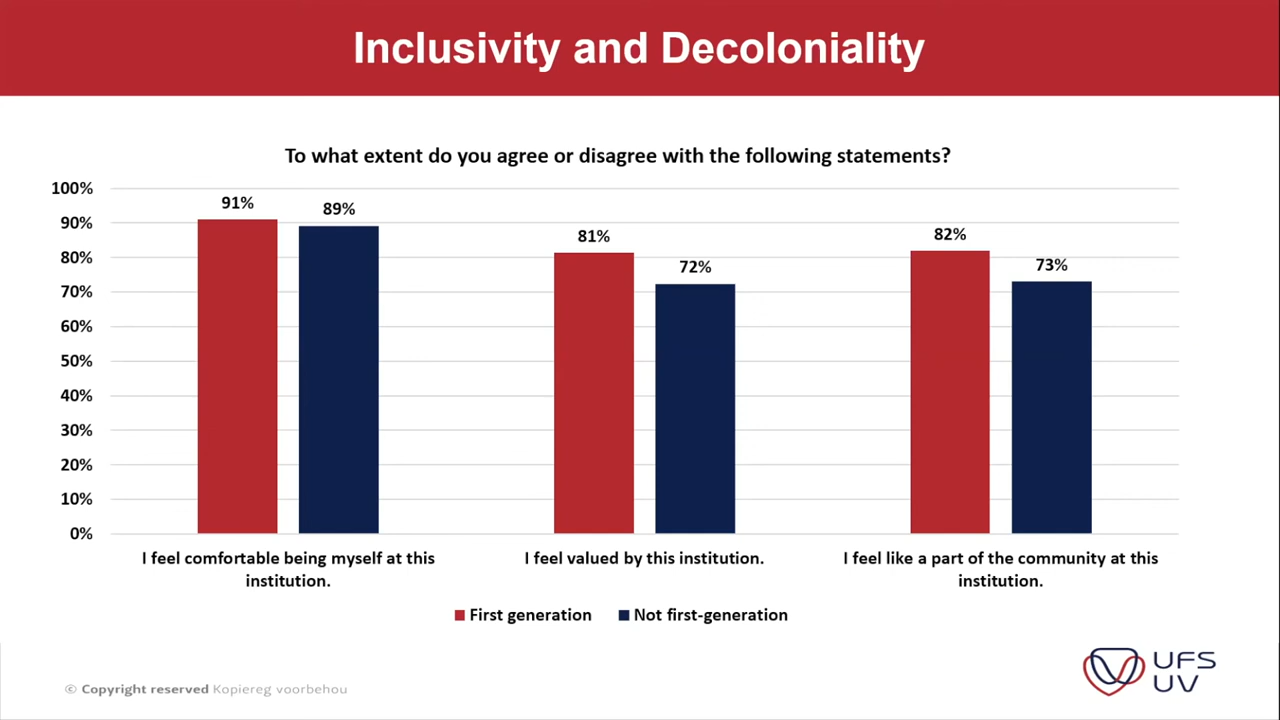 Inclusivity and Decoloniality
To what extent do you agree or disagree with the following statements?
100%
90%
80%
70%
60%
50%
40%
30%
20%
10%
0%
91%
89%
81%
72%
82%
73%
I feel comfortable being myself at this
institution.
I feel valued by this institution.
I feel like a part of the community at this
institution.
First generation
Not first-generation
© Copyright reserved Kopiereg voorbehou
UFS
UV